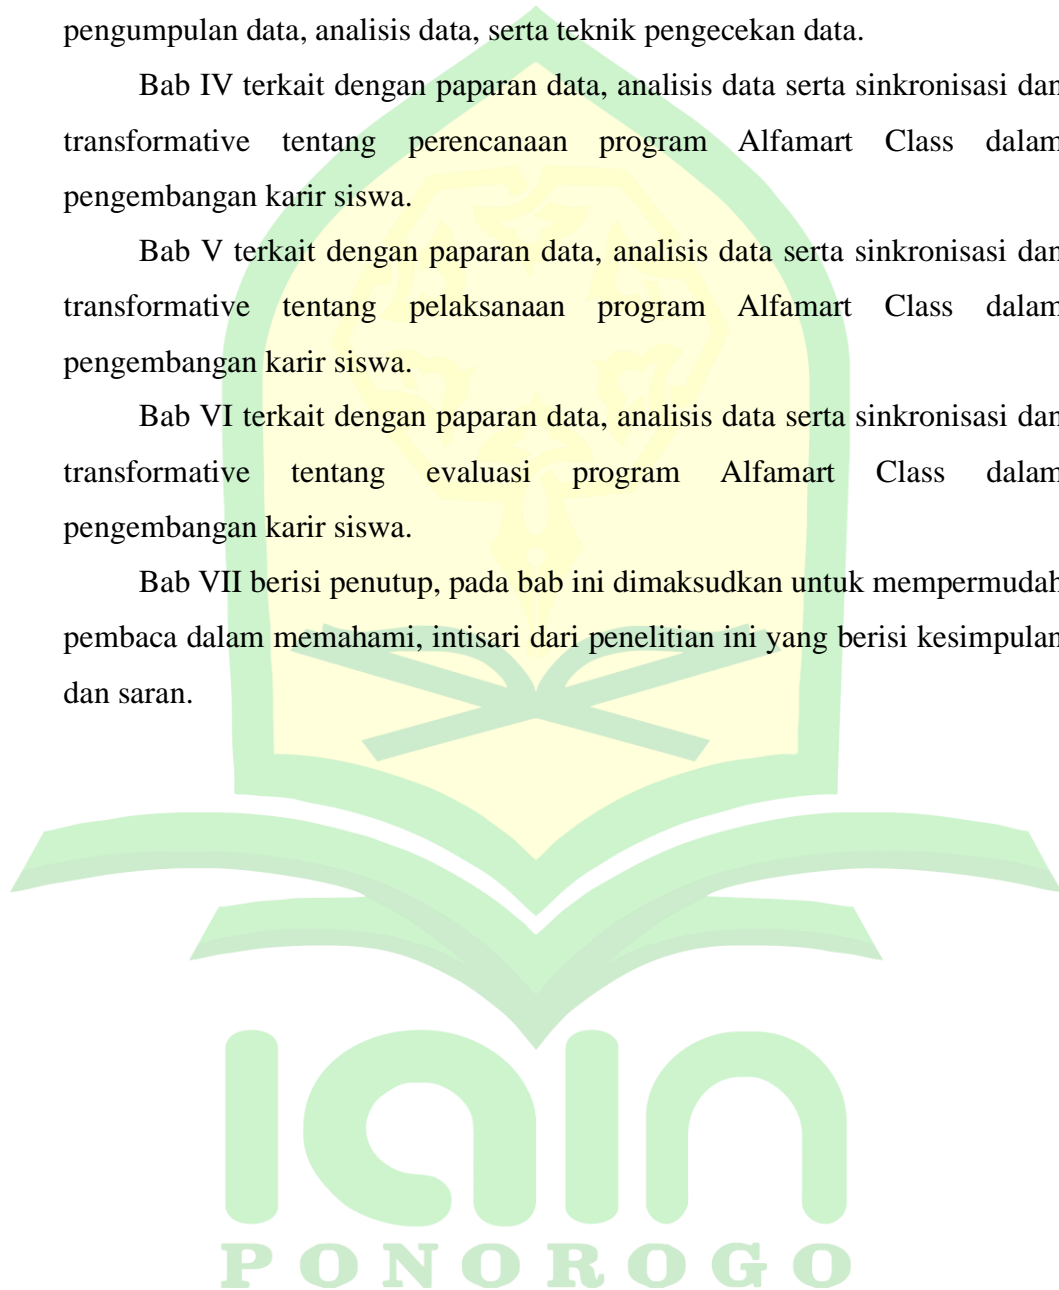 pengumpulan data, analisis data, serta teknik pengecekan data.
Bab IV terkait dengan paparan data, analisis data serta sinkronisasi dan
transformative tentang perencanaan program Alfamart Class dalam
pengembangan karir siswa.
Bab V terkait dengan paparan data, analisis data serta sinkronisasi dan
transformative tentang pelaksanaan program Alfamart Class dalam
pengembangan karir siswa.
Bab VI terkait dengan paparan data, analisis data serta sinkronisasi dan
transformative tentang evaluasi program Alfamart Class dalam
pengembangan karir siswa.
Bab VII berisi penutup, pada bab ini dimaksudkan untuk mempermudah
pembaca dalam memahami, intisari dari penelitian ini yang berisi kesimpulan
dan saran.
iain
PONOROGO